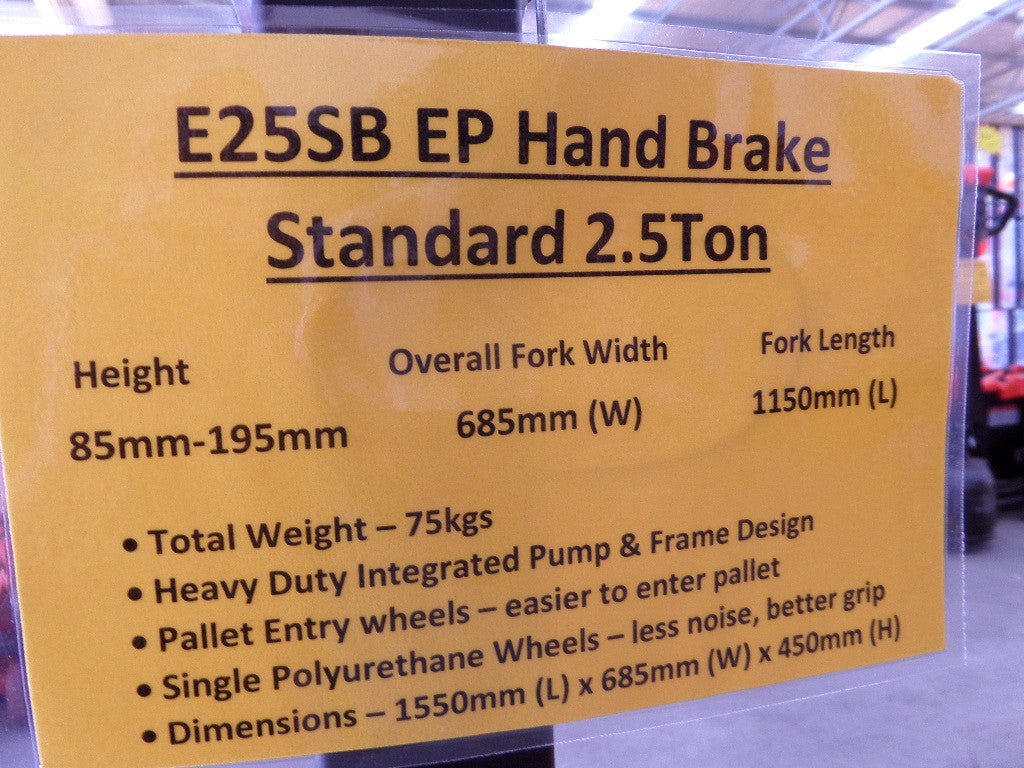 E25SB EP Hand Brake
Standard 2.5Ton
Height Overall Fork Width Fork Length
85mm-195mm 685mm (W) 1150mm (L)
• Total Weight – 75kgs
• Heavy Duty Integrated Pump & Frame Design
• Pallet Entry wheels – easier to enter pallet
• Single Polyurethane Wheels – less noise, better grip
• Dimensions – 1550mm (L) x 685mm (W) x 450mm (H)